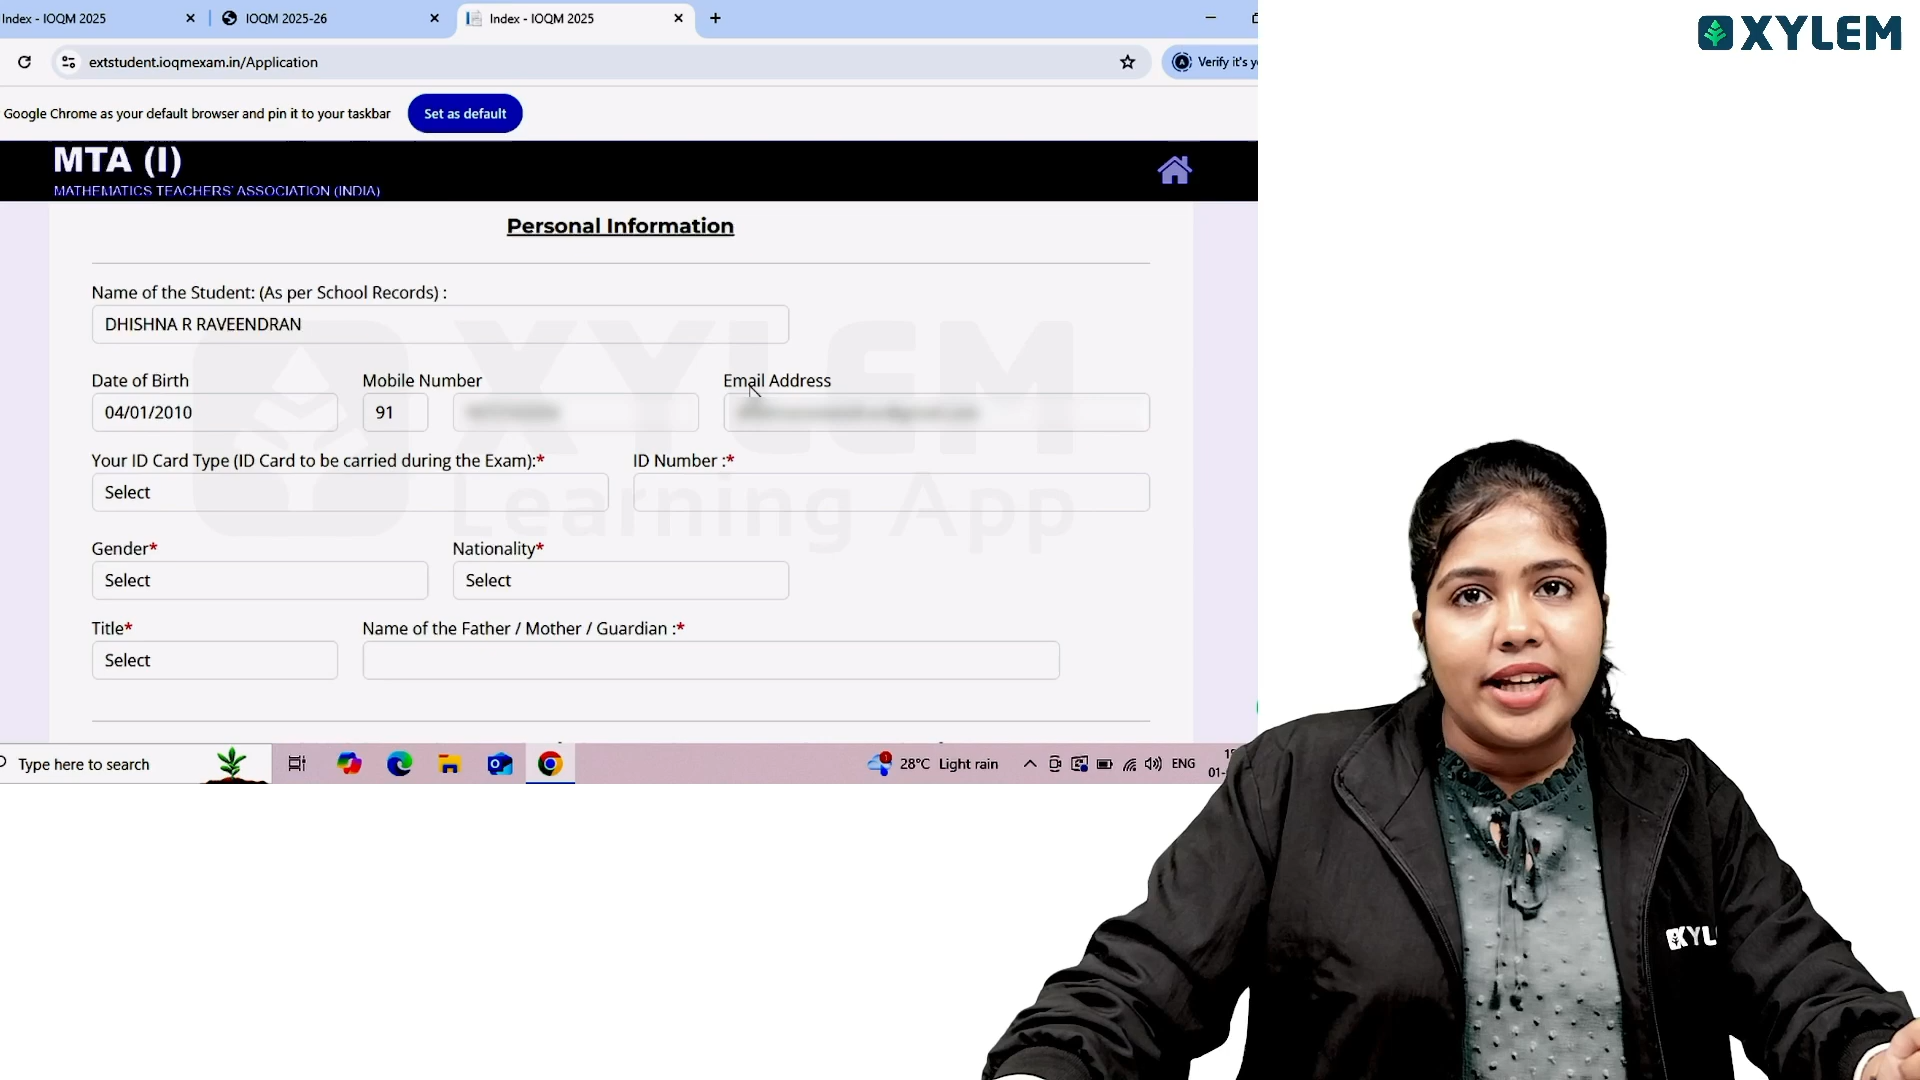 Index - IOQM 2025
IOQM 2025-26
Index - IOQM 2025
XYLEM
extstudent.ioqmexam.in/Application
Verify it's y
Google Chrome as your default browser and pin it to your taskbar
Set as default
MTA (I)
MATHEMATICS TEACHERS' ASSOCIATION (INDIA)
Personal Information
Name of the Student: (As per School Records) :
DHISHNA R RAVEENDRAN
Date of Birth
Mobile Number
Email Address
04/01/2010
91
Your ID Card Type (ID Card to be carried during the Exam):*
ID Number :*
Select
XYLEM
Learning App
Gender*
Nationality*
Select
Select
Title*
Name of the Father / Mother / Guardian :*
Select
Type here to search
28°C Light rain
ENG
01-
XYL